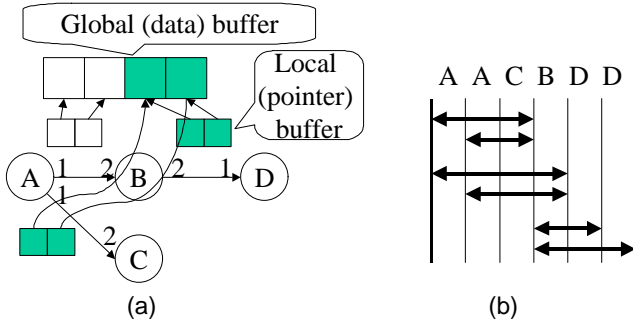 Global (data) buffer
Local
(pointer)
buffer
A 1 2 B 2 1 D
1
2
C
(a)
A A C B D D
(b)